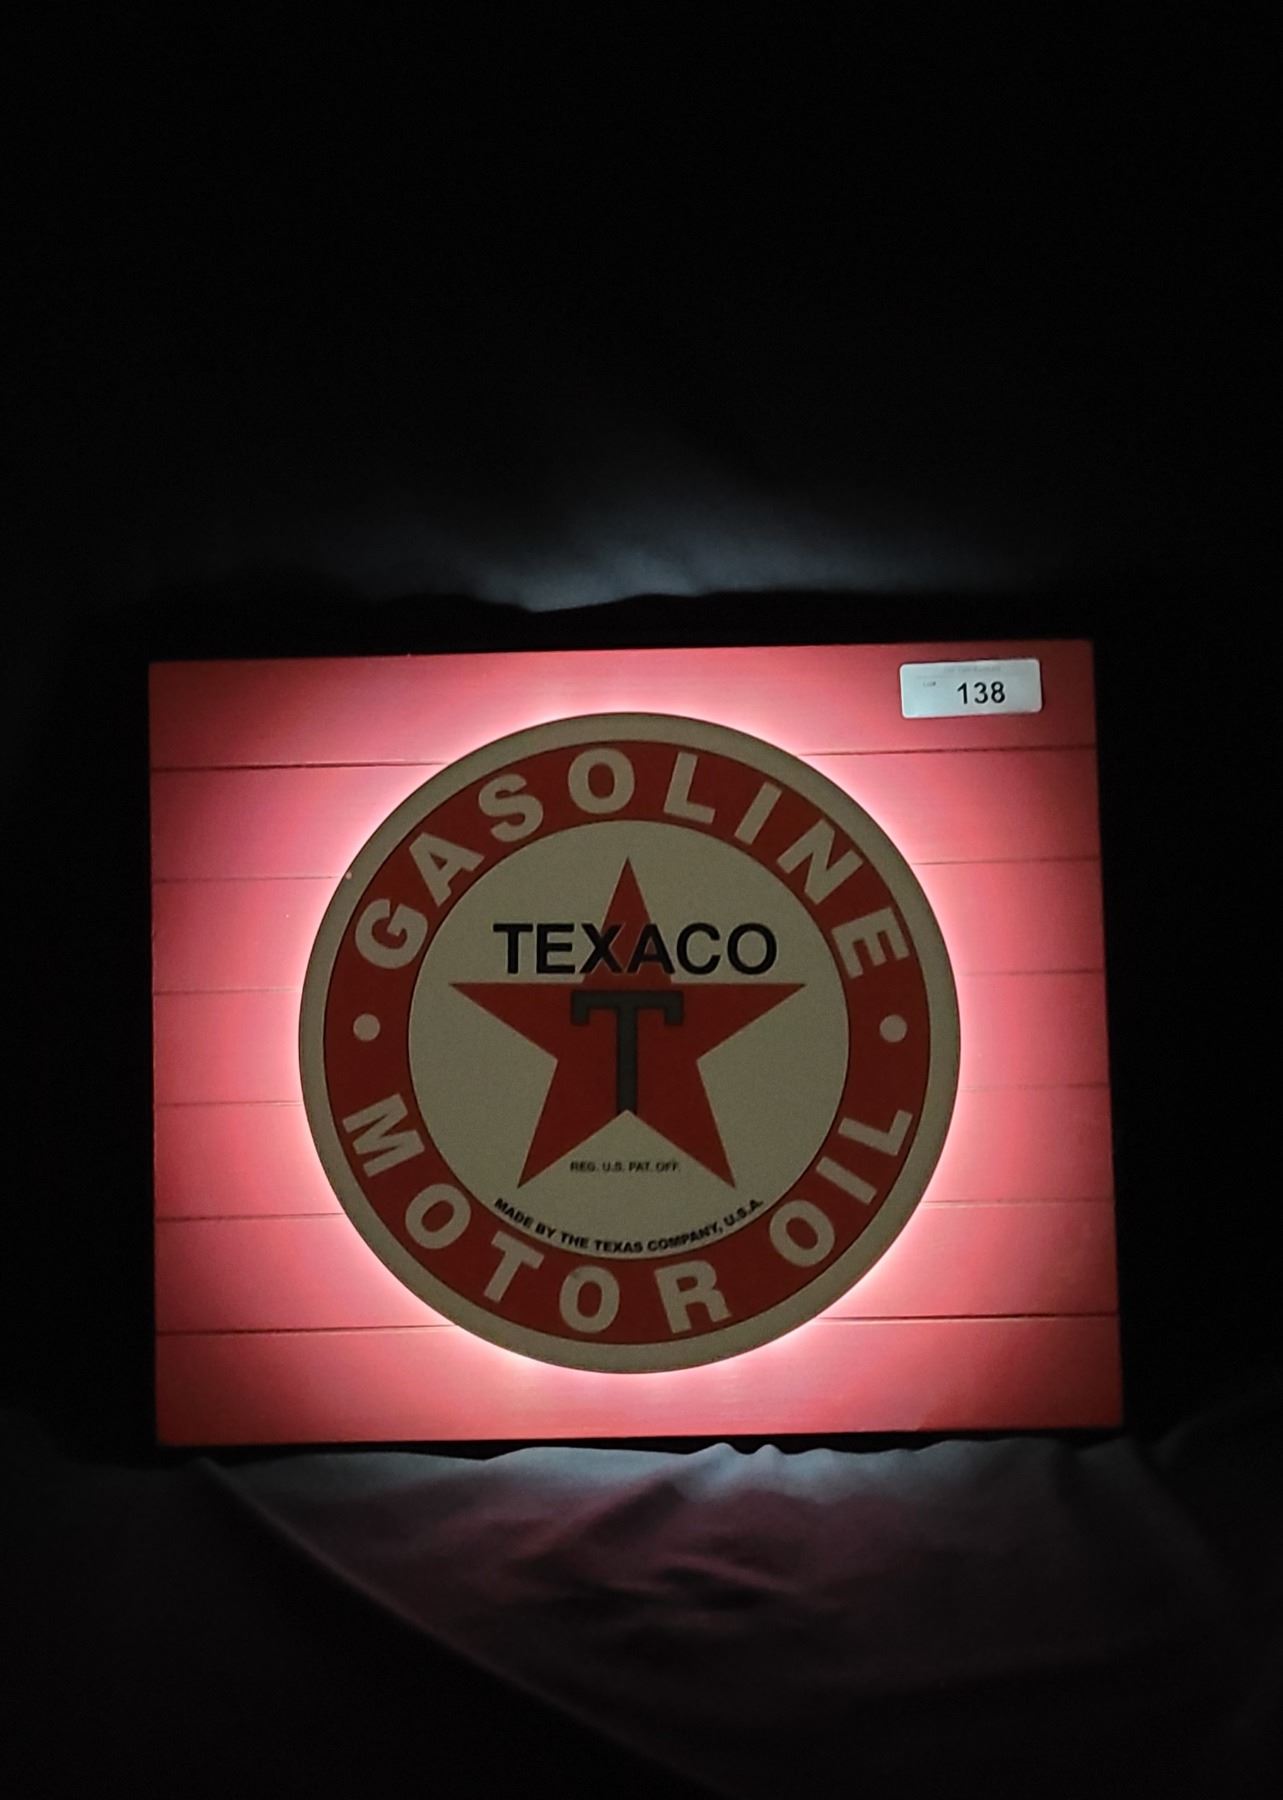 138
GASOLINE
TEXACO
T
REG. U.S. PAT. OFF.
MADE BY THE TEXAS COMPANY, U.S.A.
• MOTOR OIL •